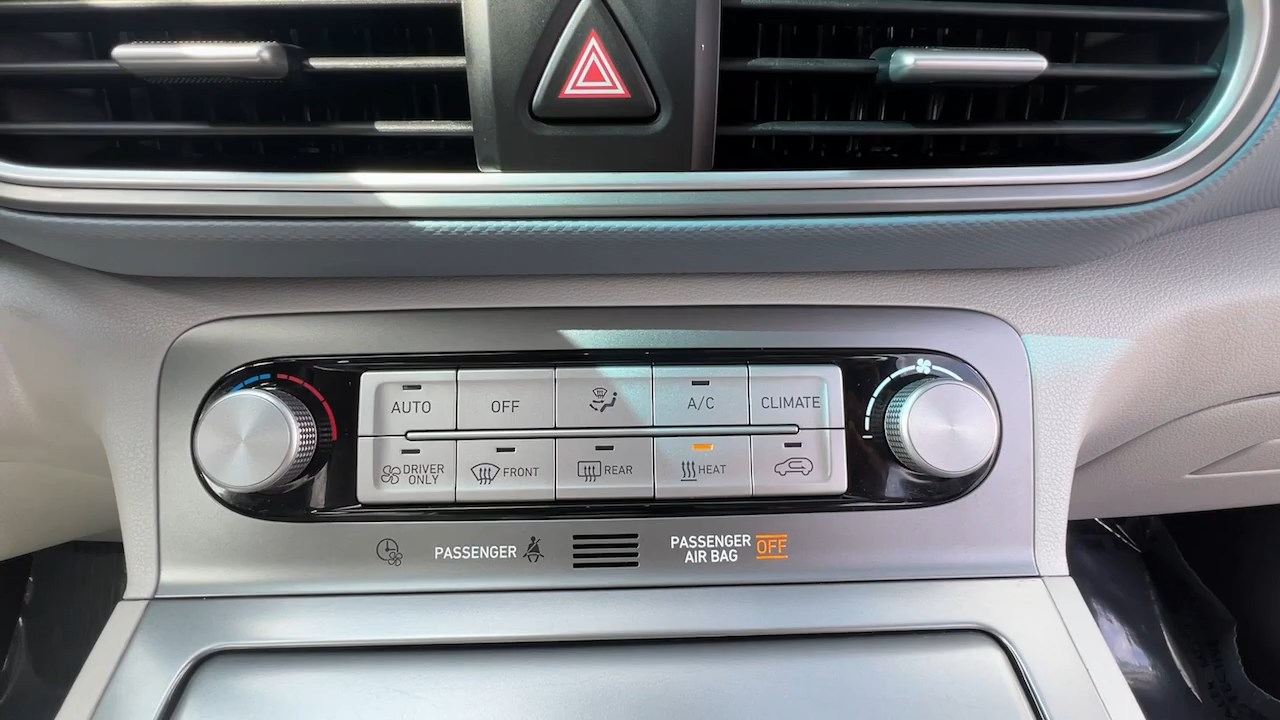 AUTO
OFF
A/C
CLIMATE
DRIVER
ONLY
FRONT
REAR
HEAT
PASSENGER
PASSENGER
AIR BAG
OFF